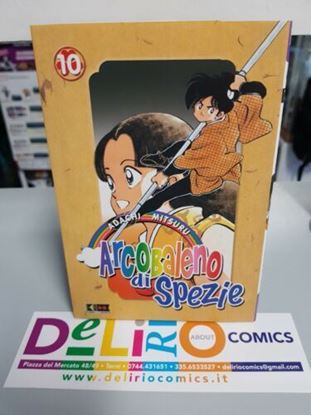 10
ADACHI MITSURU
Arcobaleno
di
Spezie
DeLiRiO ABOUT COMICS
Piazza del Mercato 48/49 • Terni • 0744.431651 • 335.6533527 • deliriocomics@gmail.com
www.deliriocomics.it